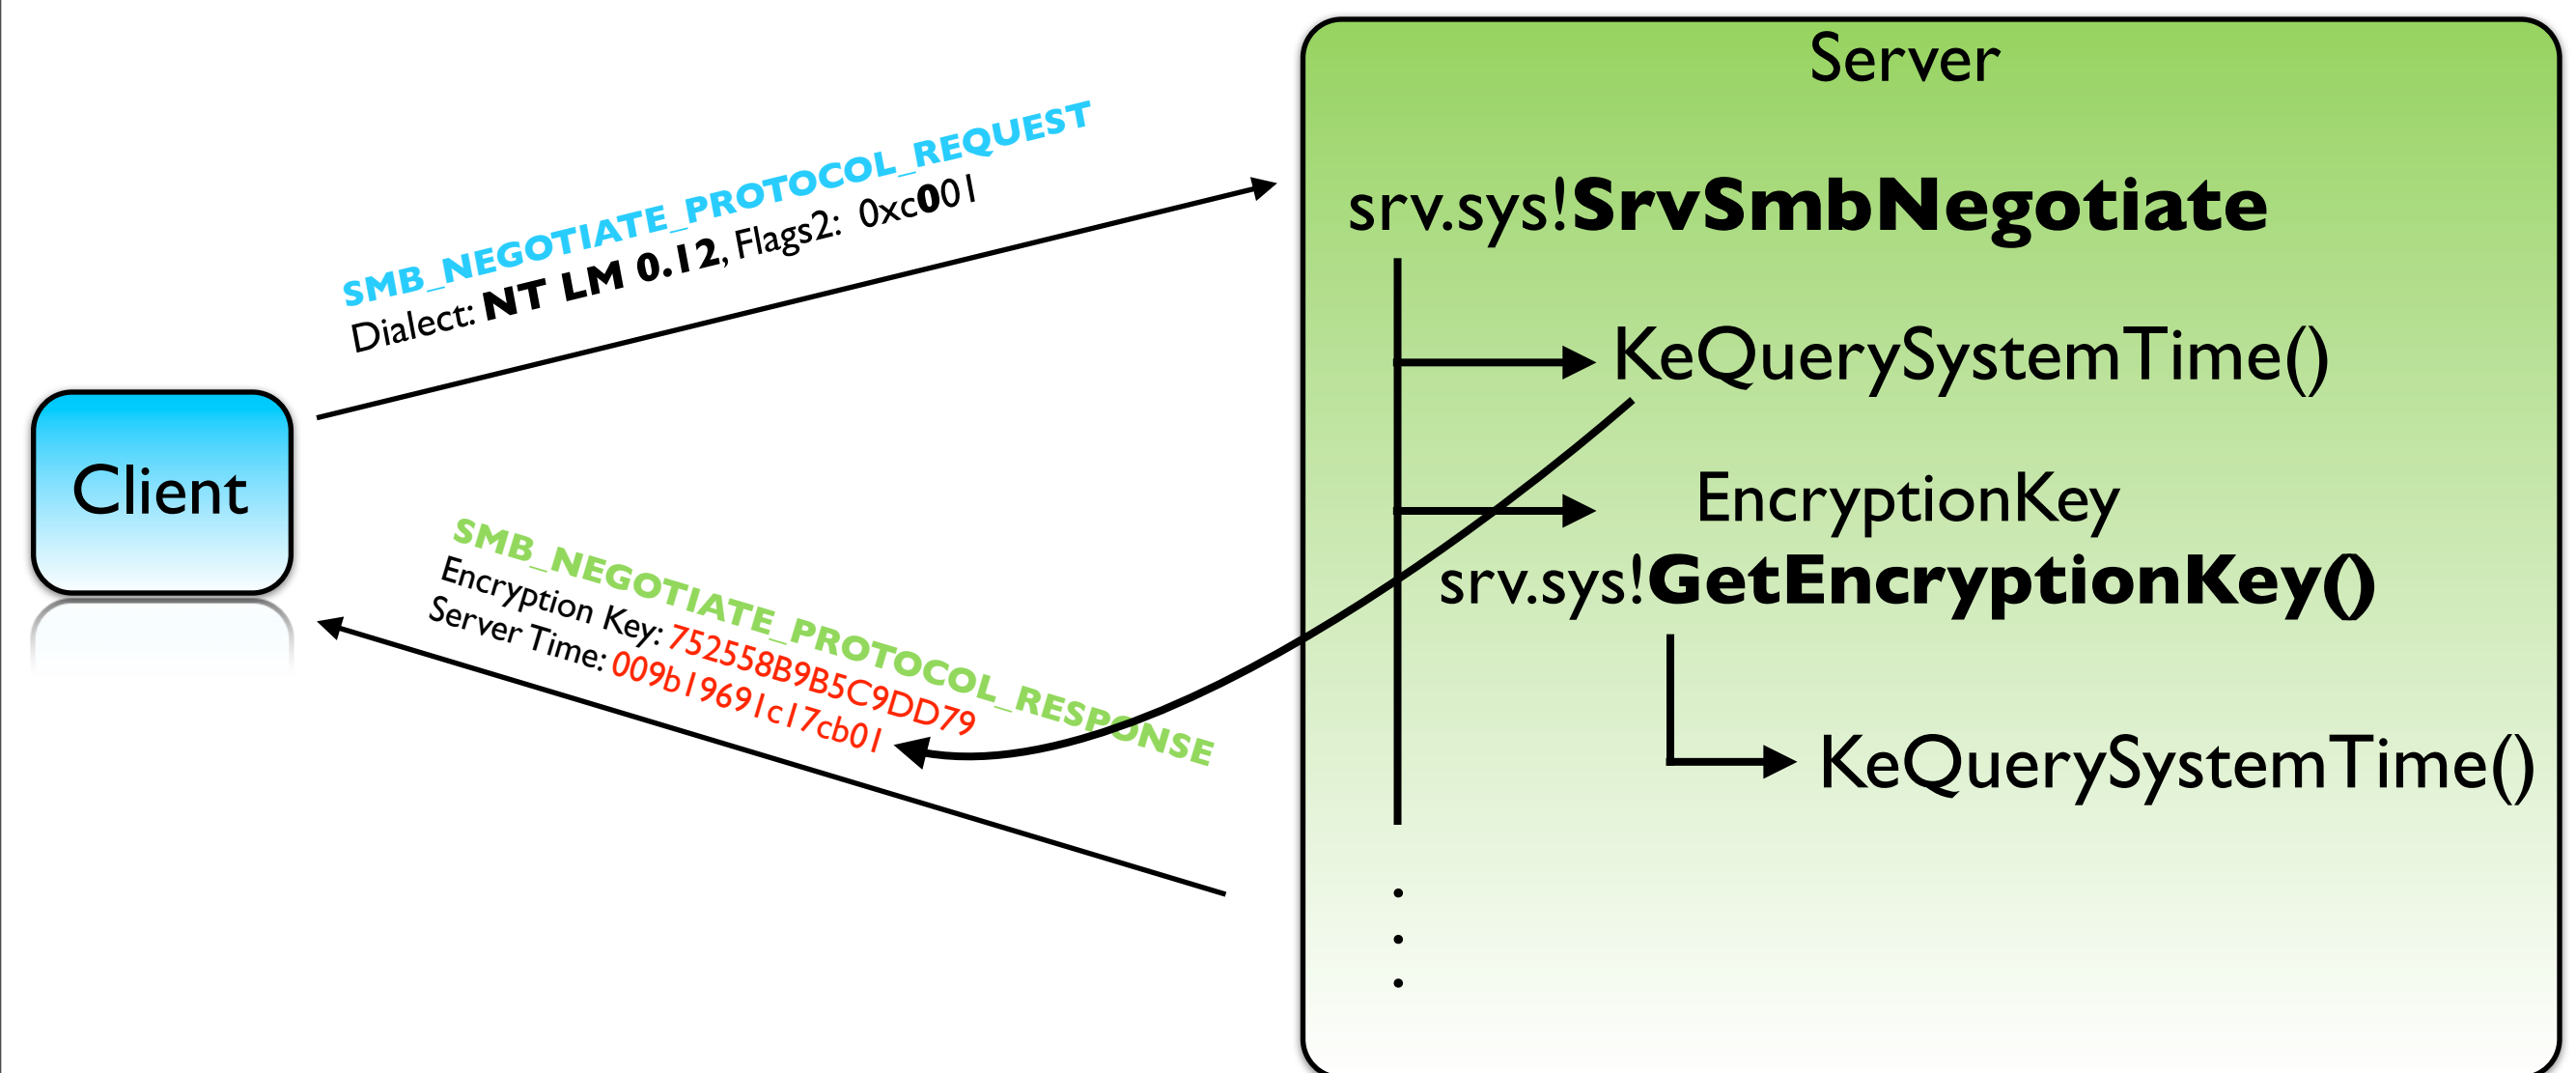 Server
SMB_NEGOTIATE_PROTOCOL_REQUEST
Dialect: NT LM 0.12, Flags2: 0xc001
srv.sys!SrvSmbNegotiate
KeQuerySystemTime()
Client
EncryptionKey
srv.sys!GetEncryptionKey()
SMB_NEGOTIATE_PROTOCOL_RESPONSE
Encryption Key: 752558B9B5C9DD79
Server Time: 009b19691c17cb01
KeQuerySystemTime()
.
.
.